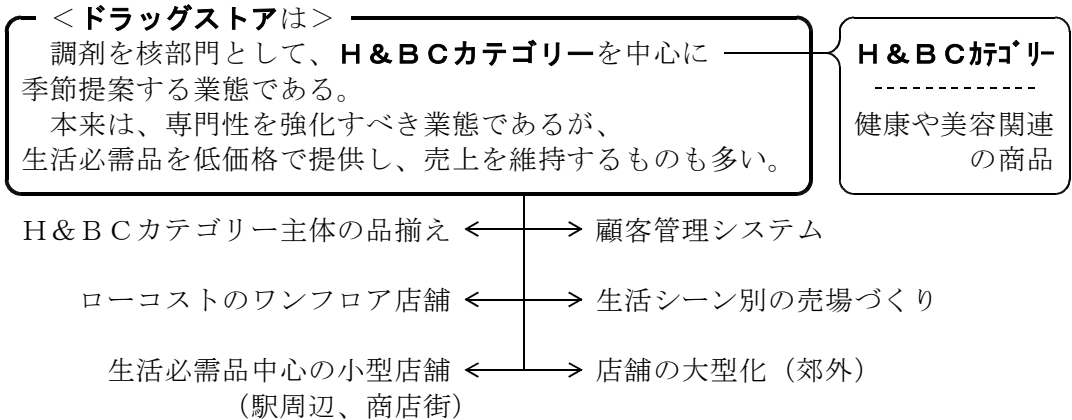 ＜ドラッグストアは＞
調剤を核部門として、Ｈ＆ＢＣカテゴリーを中心に
季節提案する業態である。
本来は、専門性を強化すべき業態であるが、
生活必需品を低価格で提供し、売上を維持するものも多い。
Ｈ＆ＢＣｶﾃｺﾞﾘｰ
健康や美容関連
の商品
Ｈ＆ＢＣカテゴリー主体の品揃え
顧客管理システム
ローコストのワンフロア店舗
生活シーン別の売場づくり
生活必需品中心の小型店舗
（駅周辺、商店街）
店舗の大型化（郊外）